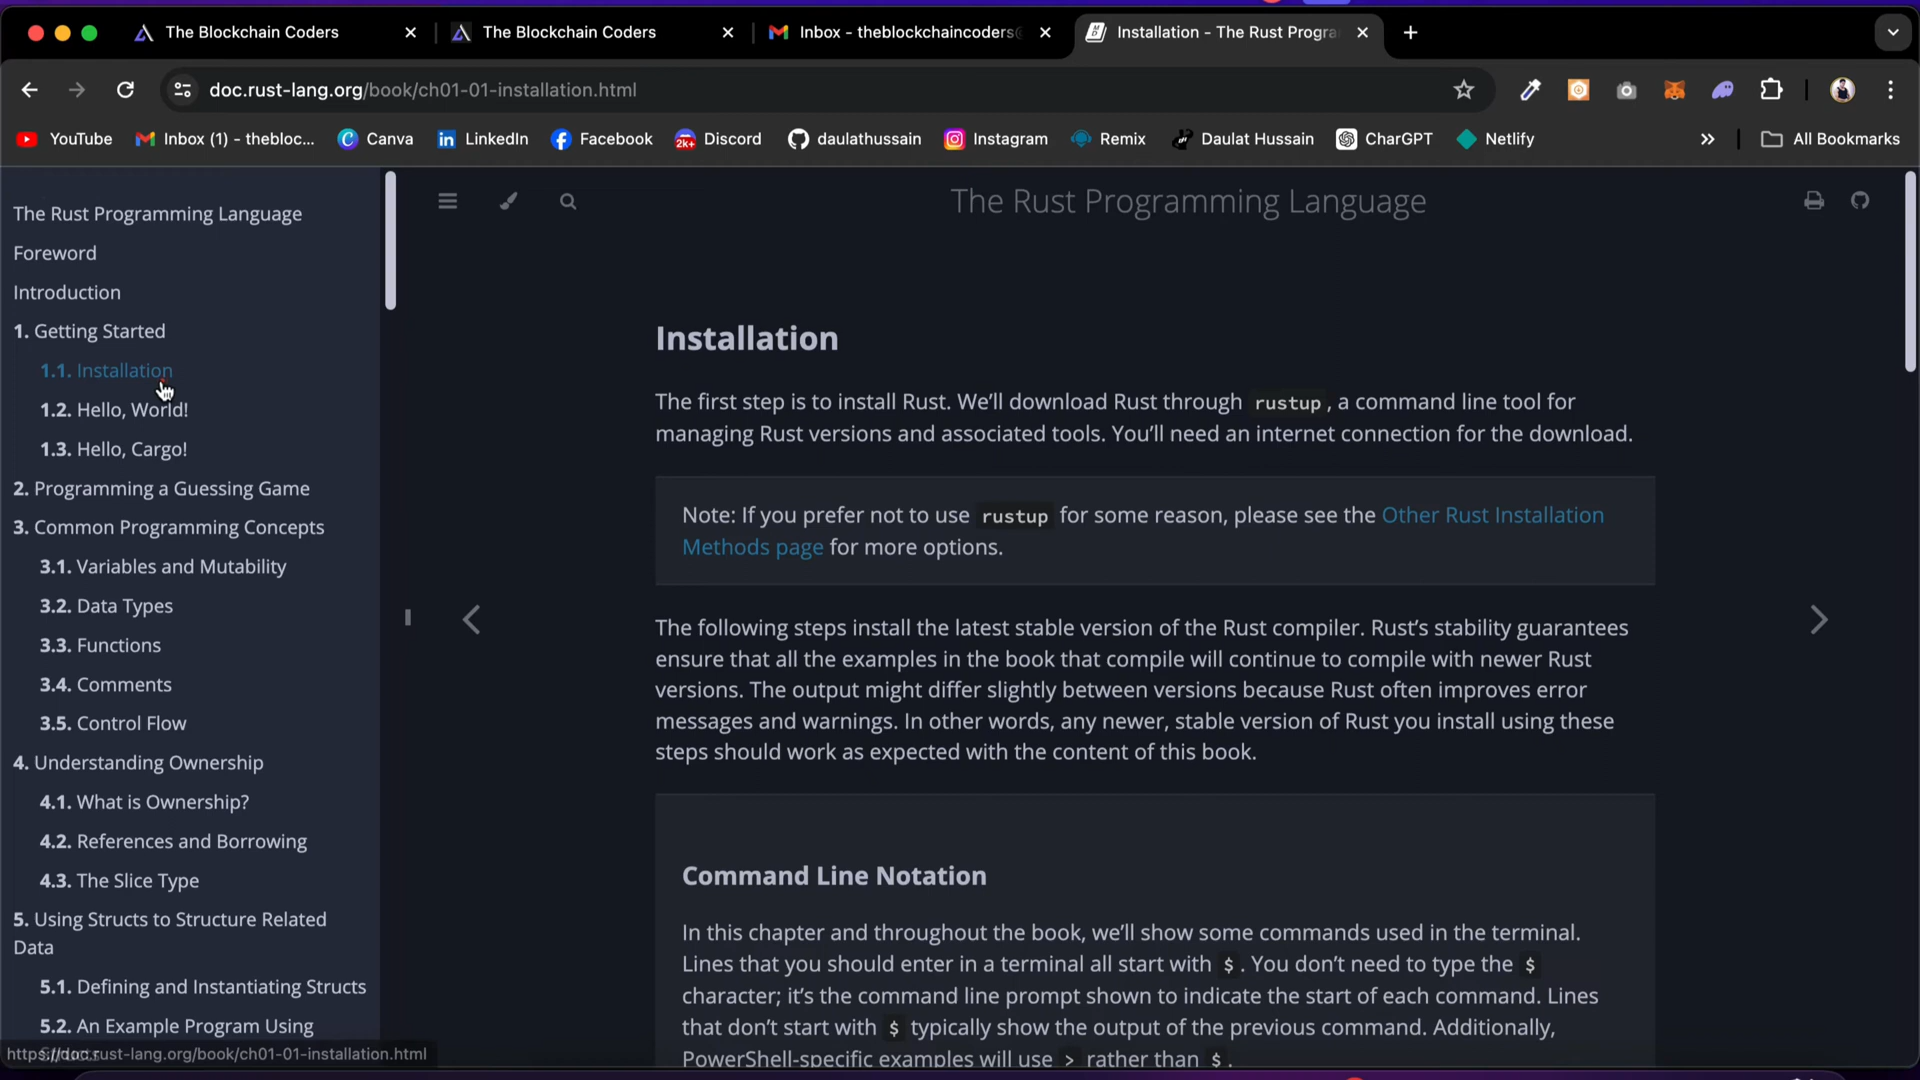 The Blockchain Coders
The Blockchain Coders
Inbox - theblockchaincoders@
Installation - The Rust Progra
doc.rust-lang.org/book/ch01-01-installation.html
YouTube
Inbox (1) - thebloc...
Canva
LinkedIn
Facebook
2k+
Discord
daulathussain
Instagram
Remix
Daulat Hussain
CharGPT
Netlify
All Bookmarks
The Rust Programming Language
Foreword
Introduction
1. Getting Started
1.1. Installation
1.2. Hello, World!
1.3. Hello, Cargo!
2. Programming a Guessing Game
3. Common Programming Concepts
3.1. Variables and Mutability
3.2. Data Types
3.3. Functions
3.4. Comments
3.5. Control Flow
4. Understanding Ownership
4.1. What is Ownership?
4.2. References and Borrowing
4.3. The Slice Type
5. Using Structs to Structure Related
Data
5.1. Defining and Instantiating Structs
5.2. An Example Program Using
https://doc.rust-lang.org/book/ch01-01-installation.html
The Rust Programming Language
Installation
The first step is to install Rust. We’ll download Rust through rustup, a command line tool for
managing Rust versions and associated tools. You’ll need an internet connection for the download.
Note: If you prefer not to use rustup for some reason, please see the Other Rust Installation
Methods page for more options.
The following steps install the latest stable version of the Rust compiler. Rust’s stability guarantees
ensure that all the examples in the book that compile will continue to compile with newer Rust
versions. The output might differ slightly between versions because Rust often improves error
messages and warnings. In other words, any newer, stable version of Rust you install using these
steps should work as expected with the content of this book.
Command Line Notation
In this chapter and throughout the book, we’ll show some commands used in the terminal.
Lines that you should enter in a terminal all start with $. You don’t need to type the $
character; it’s the command line prompt shown to indicate the start of each command. Lines
that don’t start with $ typically show the output of the previous command. Additionally,
PowerShell-specific examples will use > rather than $.